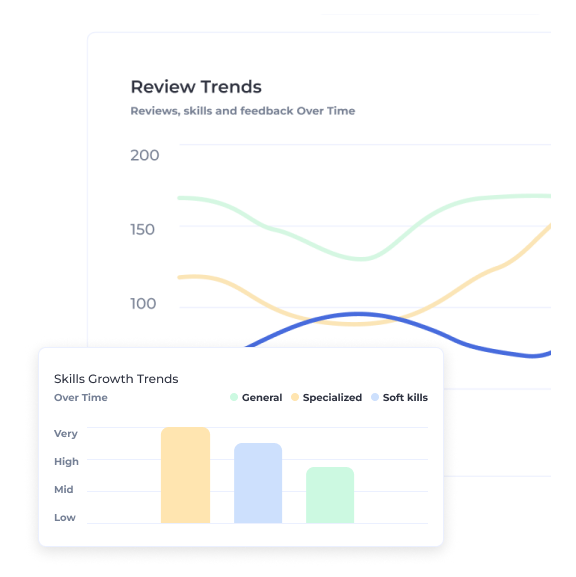 Review Trends
Reviews, skills and feedback Over Time
200
150
100
Skills Growth Trends
Over Time
General Specialized Soft kills
Very
High
Mid
Low